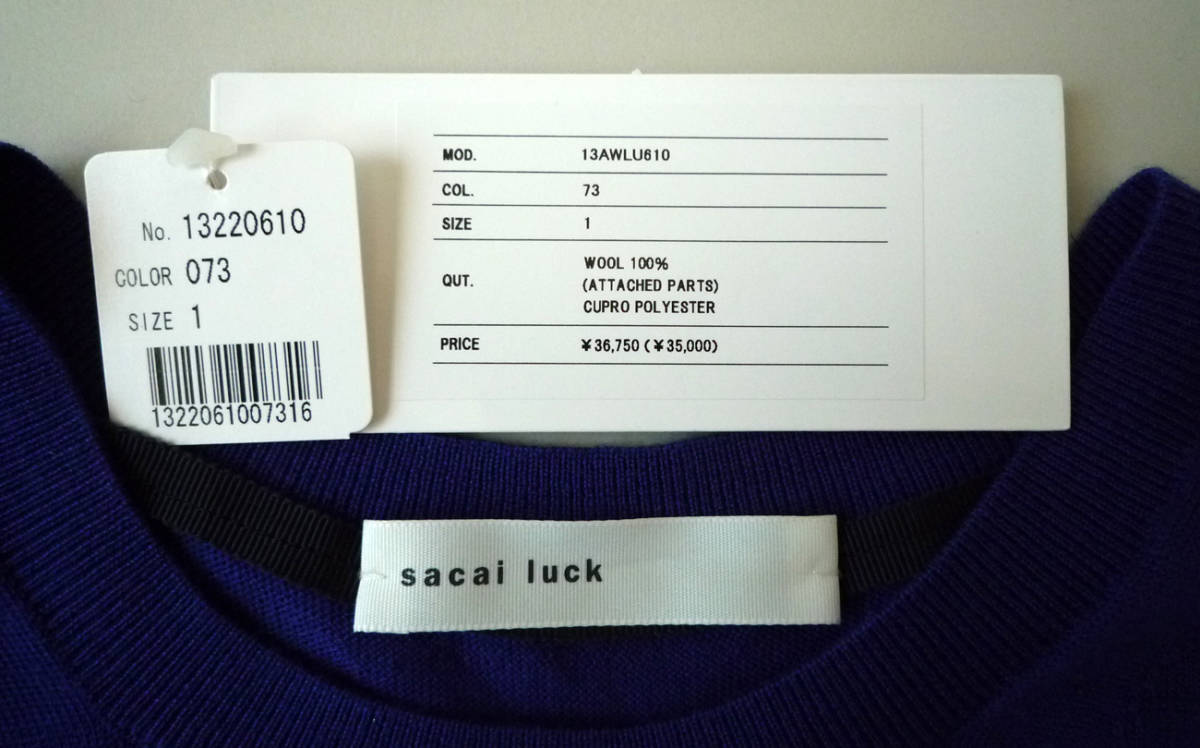 No. 13220610
COLOR 073
SIZE 1
1322061007316
MOD. 13AWLU610
COL. 73
SIZE 1
QUT. WOOL 100%
(ATTACHED PARTS)
CUPRO POLYESTER
PRICE ¥36,750 (¥35,000)
sacai luck